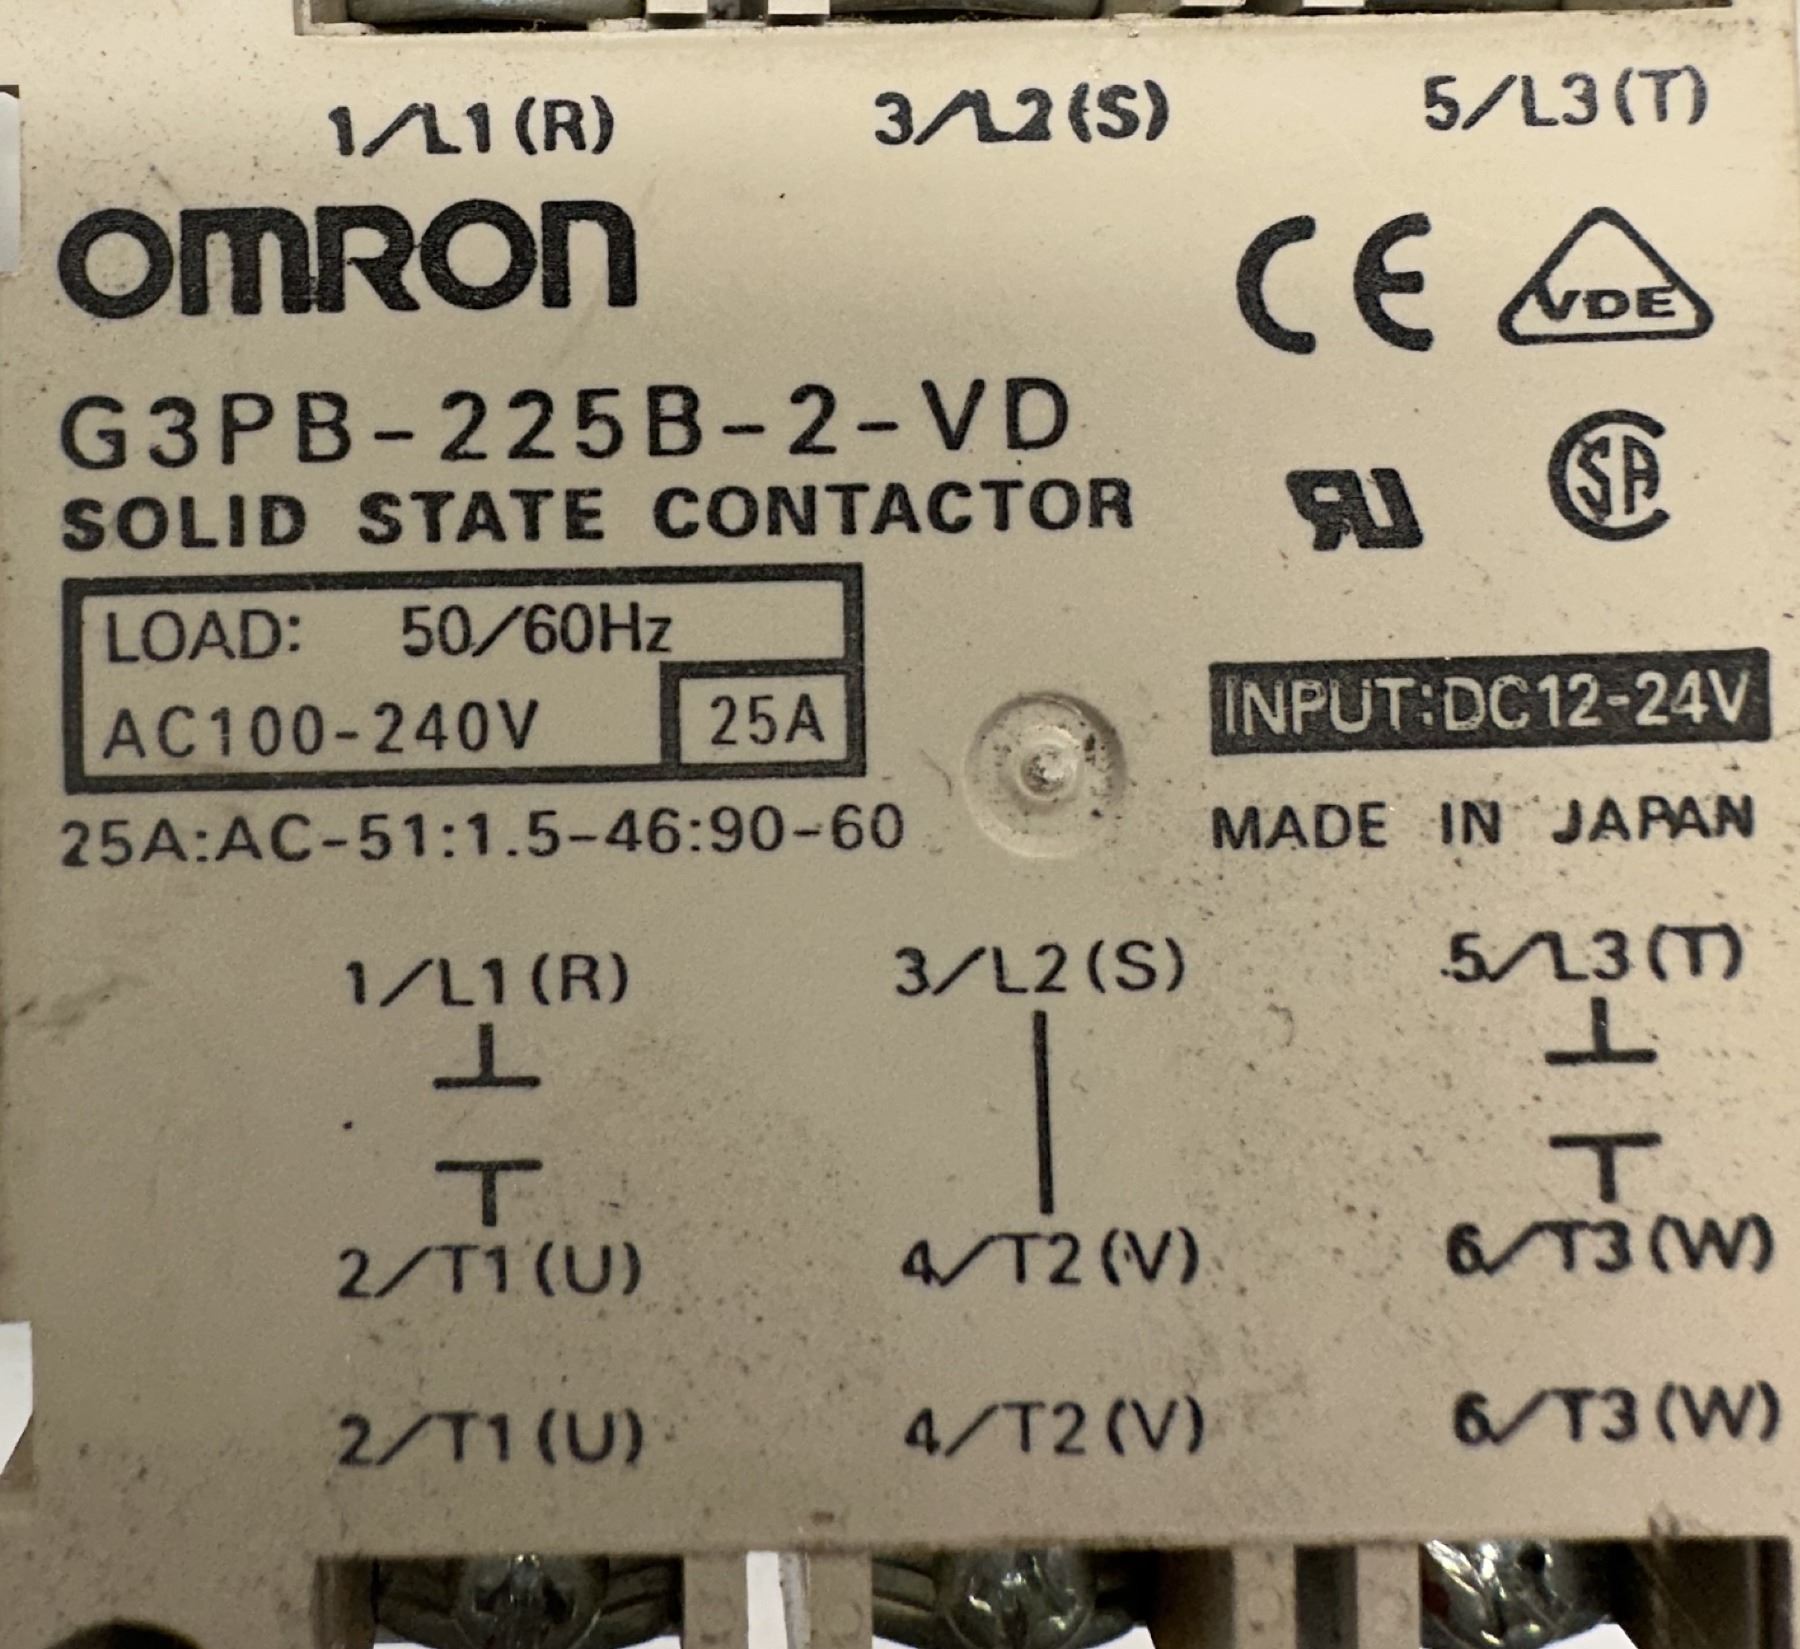 1/L1(R) 3/L2(S) 5/L3(T)
OMRON
CE VDE
G3PB-225B-2-VD
SOLID STATE CONTACTOR
RU CSA
LOAD: 50/60Hz
AC100-240V 25A
INPUT:DC12-24V
25A:AC-51:1.5-46:90-60
MADE IN JAPAN
1/L1(R) 3/L2(S) 5/L3(T)
2/T1(U) 4/T2(V) 6/T3(W)
2/T1(U) 4/T2(V) 6/T3(W)